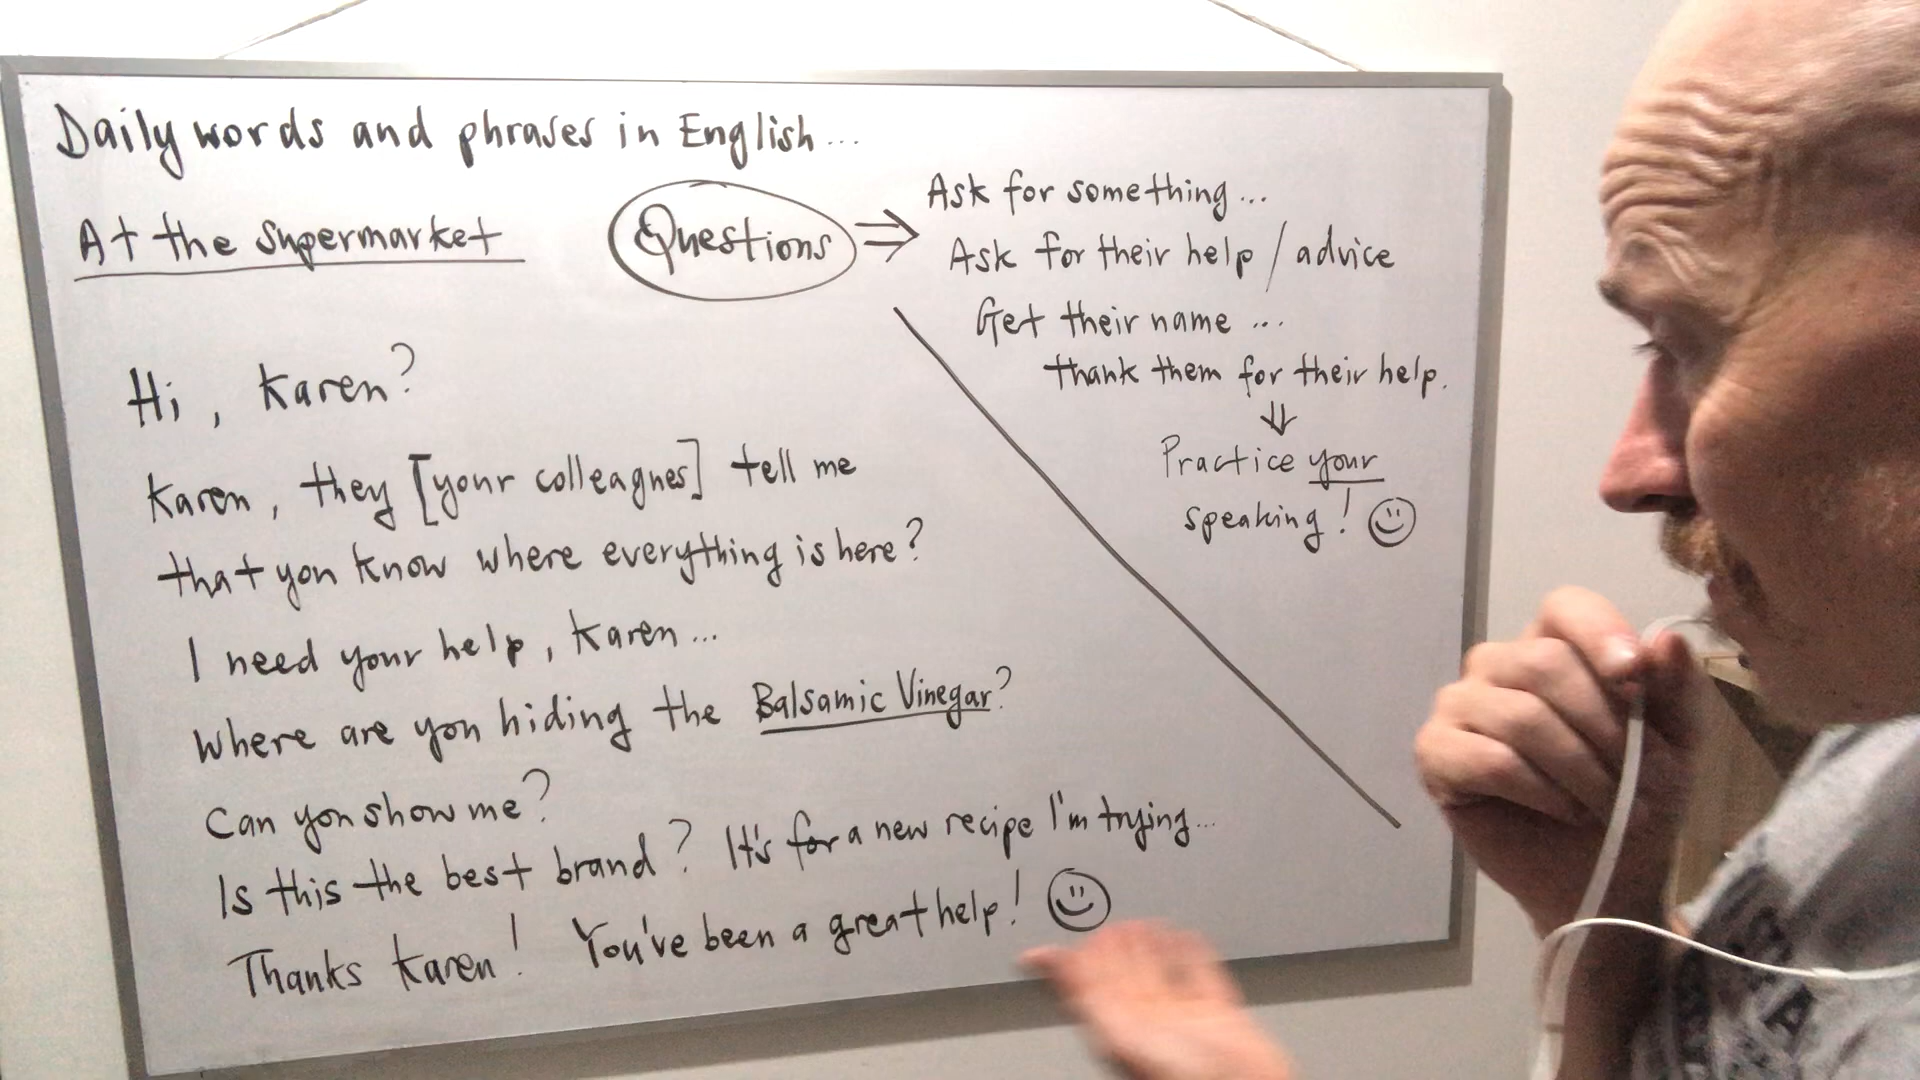 Daily words and phrases in English...
At the supermarket
Questions ⇒
Ask for something...
Ask for their help / advice
Get their name ...
thank them for their help.
⇓
Practice your
speaking! ☺
Hi, Karen?
Karen, they [your colleagues] tell me
that you know where everything is here?
I need your help, Karen...
Where are you hiding the Balsamic Vinegar?
Can you show me?
Is this the best brand? It's for a new recipe I'm trying...
Thanks Karen! You've been a great help! ☺